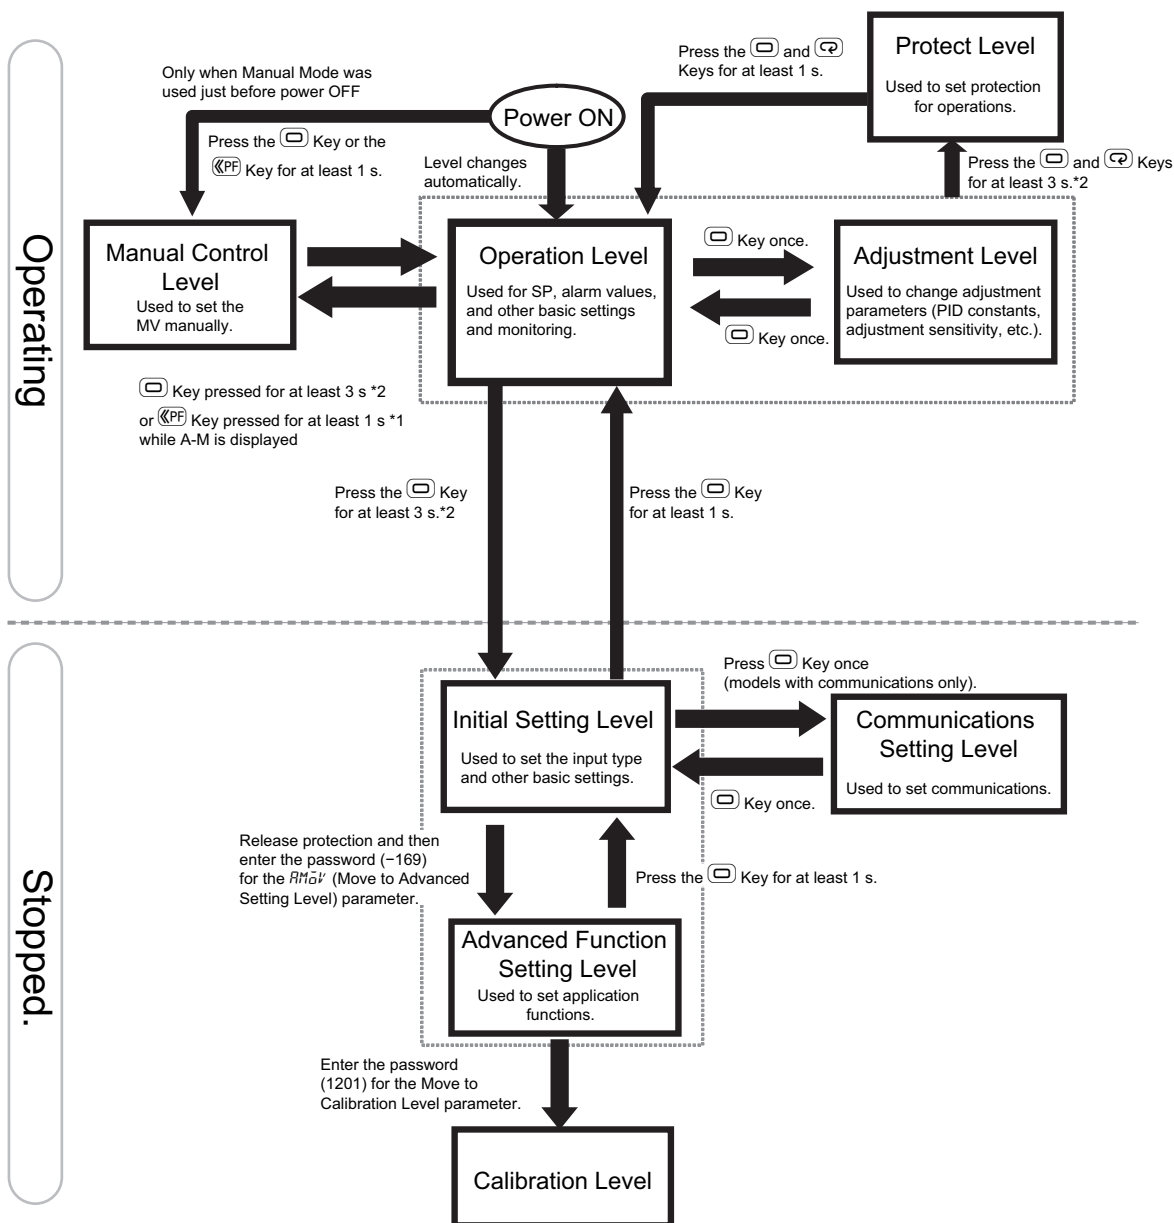 Operating
Only when Manual Mode was
used just before power OFF
Power ON
Press the and
Keys for at least 1 s.
Protect Level
Used to set protection
for operations.
Press the Key or the
PF Key for at least 1 s.
Level changes
automatically.
Press the and Keys
for at least 3 s.*2
Manual Control
Level
Used to set the
MV manually.
Operation Level
Used for SP, alarm values,
and other basic settings
and monitoring.
Key once.
Key once.
Adjustment Level
Used to change adjustment
parameters (PID constants,
adjustment sensitivity, etc.).
Key pressed for at least 3 s *2
or PF Key pressed for at least 1 s *1
while A-M is displayed
Press the Key
for at least 3 s.*2
Press the Key
for at least 1 s.
Stopped.
Initial Setting Level
Used to set the input type
and other basic settings.
Press Key once
(models with communications only).
Key once.
Communications
Setting Level
Used to set communications.
Release protection and then
enter the password (−169)
for the AMoV (Move to Advanced
Setting Level) parameter.
Press the Key for at least 1 s.
Advanced Function
Setting Level
Used to set application
functions.
Enter the password
(1201) for the Move to
Calibration Level parameter.
Calibration Level